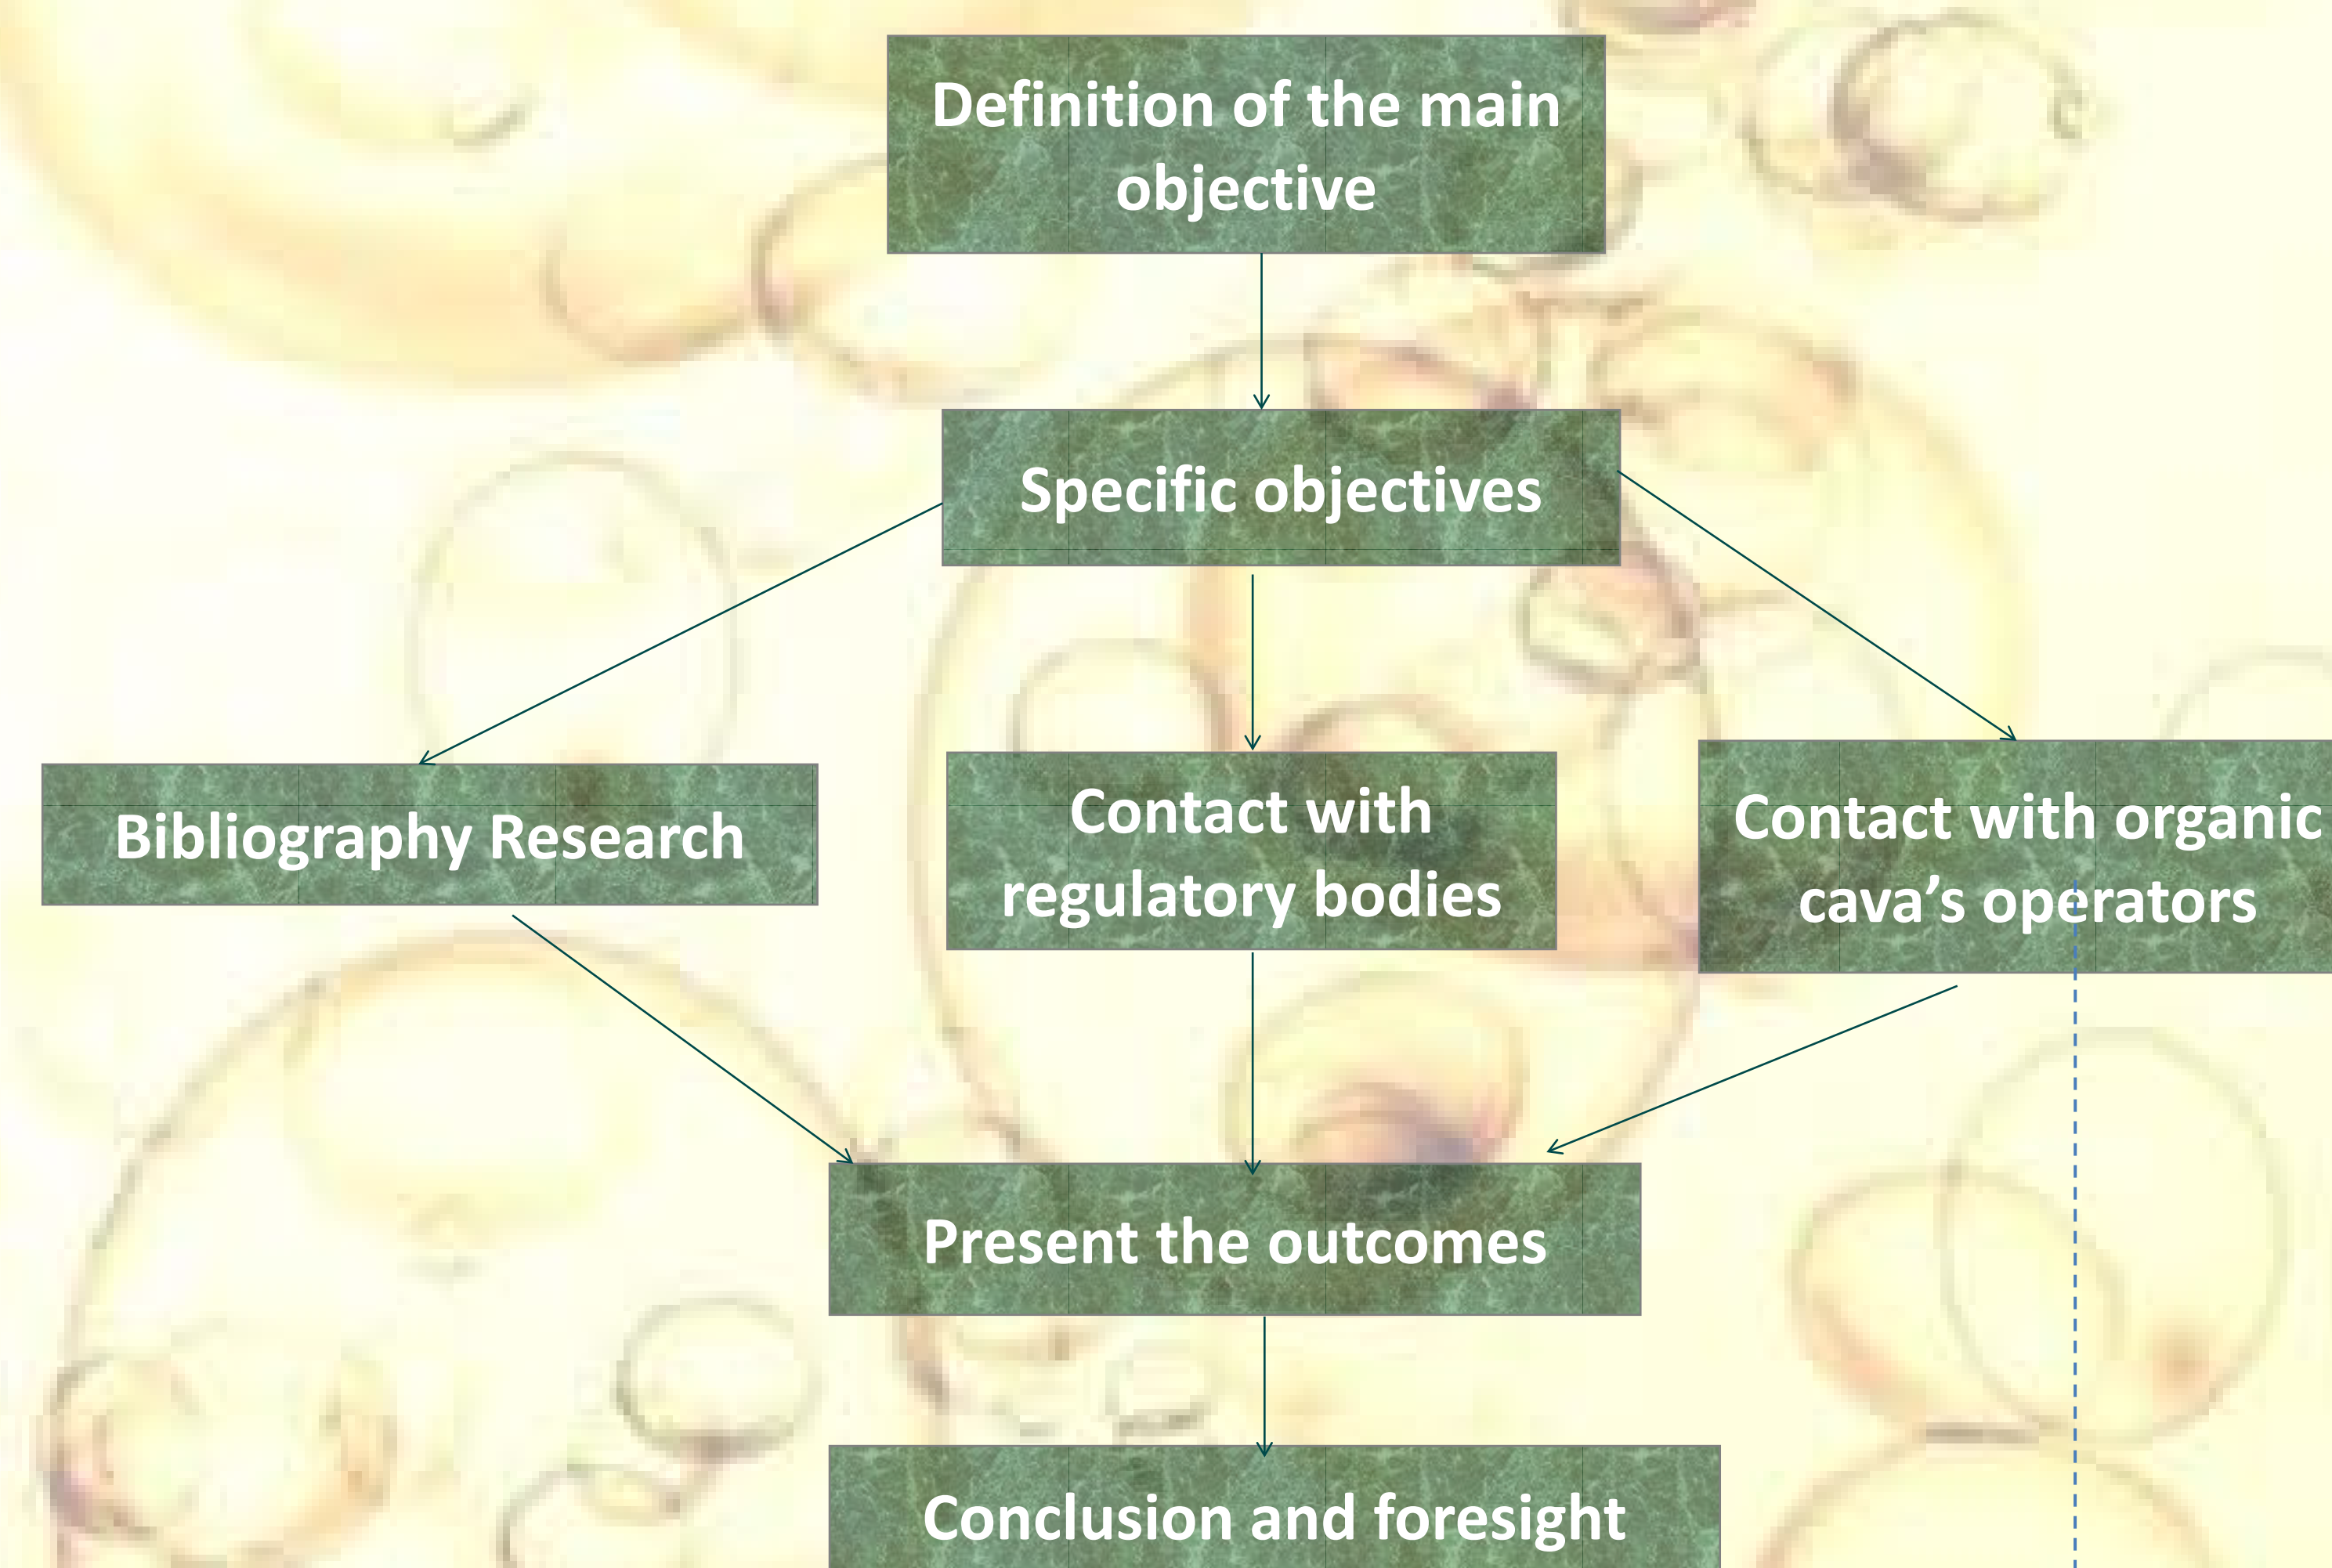 Definition of the main
objective
Specific objectives
Bibliography Research
Contact with
regulatory bodies
Contact with organic
cava’s operators
Present the outcomes
Conclusion and foresight